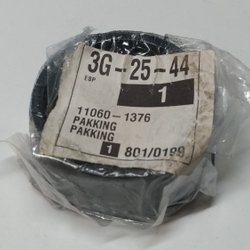 3G-25-44
ESP
1
11060-1376
PAKKING
PAKKING
1 801/0199